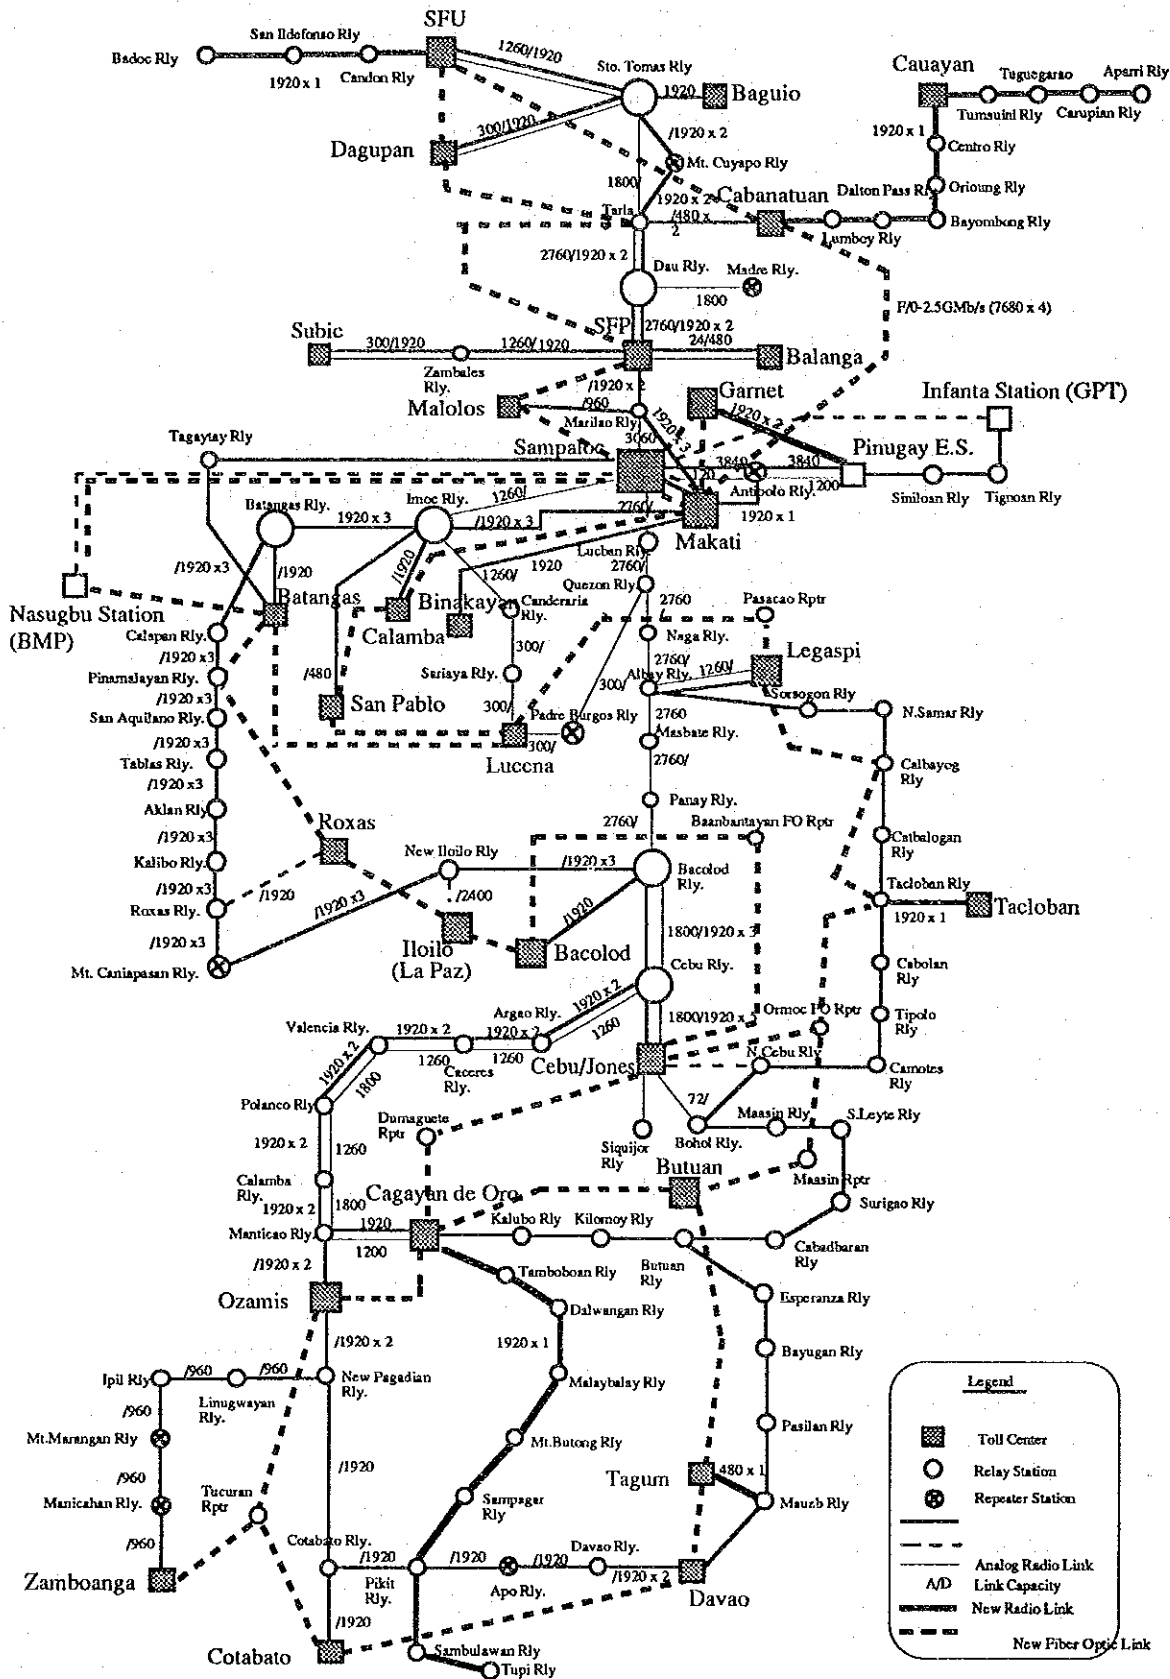 SFU
San Ildefonso Rly
Badoc Rly
Candon Rly
1920 x 1
1260/1920
Sto. Tomas Rly
1920
Baguio
Cauayan
Tuguegarao
Aparri Rly
Tumauini Rly
Carupian Rly
1920 x 1
Centro Rly
300/1920
Dagupan
/1920 x 2
Mt. Cuyapo Rly
1800/
1920 x 2
Cabanatuan
Dalton Pass Rly
Orioung Rly
Tarla
/480 x 2
Lumboy Rly
Bayombong Rly
2760/1920 x 2
Dau Rly.
Madre Rly.
1800
F/0-2.5GMb/s (7680 x 4)
SFP
2760/1920 x 2
Subic
300/1920
1260/1920
24/480
Balanga
Zambales Rly.
/1920 x 2
Garnet
Infanta Station (GPT)
Malolos
/960
Marilao Rly
1920 x 3
1920 x 2
Tagaytay Rly
3060
Sampaloc
Pinugay E.S.
3840
3840
120
1200
Antipolo Rly.
Siniloan Rly
Tignoan Rly
Imoc Rly.
1260/
Batangas Rly.
1920 x 3
/1920 x 3
2760/
1920 x 1
Makati
Lucban Rly
1920
/1920 x3
/1920
/1920
1260/
2760/
Quezon Rly.
Nasugbu Station (BMP)
Batangas
Binakayan
Calamba
Canderaria Rly.
2760
Pasacao Rptr
Calapan Rly.
Naga Rly.
Legaspi
/1920 x3
300/
2760/
1260/
Pinamalayan Rly.
Sariaya Rly.
Albay Rly.
/480
300/
Sorsogon Rly
/1920 x3
San Pablo
300/
Padre Burgos Rly
2760
N.Samar Rly
San Aquilano Rly.
Masbate Rly.
/1920 x3
Lucena
300/
2760/
Calbayog Rly
Tablas Rly.
/1920 x3
Panay Rly.
Aklan Rly
Roxas
2760/
Baanbantayan FO Rptr
/1920 x3
Catbalogan Rly
Kalibo Rly.
New Iloilo Rly
/1920 x3
Bacolod Rly.
/1920 x3
/1920
/2400
Tacloban Rly
/1920 x3
Roxas Rly.
/1920
1920 x 1
Tacloban
/1920 x3
Iloilo (La Paz)
Bacolod
1800/1920 x 3
Mt. Caniapasan Rly.
Cebu Rly.
Cabolan Rly
1920 x 2
Argao Rly.
1260
1800/1920 x 3
Ormoc FO Rptr
Tipolo Rly
Valencia Rly.
1920 x 2
1920 x 2
1920 x 2
1260
1260
Caceres Rly.
Cebu/Jones
N.Cebu Rly
Camotes Rly
1800
Polanco Rly
72/
Maasin Rly
S.Leyte Rly
Dumaguete Rptr
1920 x 2
1260
Siquijor Rly
Bohol Rly.
Butuan
Maasin Rptr
Calamba Rly.
Surigao Rly
1920 x 2
1800
Cagayan de Oro
Manticao Rly.
1920
1200
Kalubo Rly
Kilomoy Rly
Butuan Rly
Cabadbaran Rly
/1920 x 2
Tamboboan Rly
Ozamis
Esperanza Rly
Dalwangan Rly
/1920 x 2
1920 x 1
Bayugan Rly
Ipil Rly
/960
/960
Linugwayan Rly.
New Pagadian Rly.
Malaybalay Rly
/960
Mt.Marangan Rly
Mt.Butong Rly
Pasilan Rly
/960
/1920
Tagum
480 x 1
Manicahan Rly.
Tucuran Rptr
Sampagar Rly
Mauab Rly
/960
Cotabato Rly.
/1920
/1920
/1920
Davao Rly.
/1920 x 2
Zamboanga
Pikit Rly.
Apo Rly.
Davao
/1920
Cotabato
Sambulawan Rly
Tupi Rly
Legend
Toll Center
Relay Station
Repeater Station
Analog Radio Link
A/D Link Capacity
New Radio Link
New Fiber Optic Link